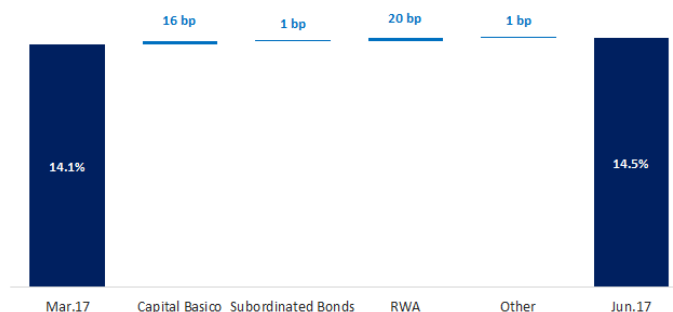 16 bp
1 bp
20 bp
1 bp
14.1%
14.5%
Mar.17
Capital Basico
Subordinated Bonds
RWA
Other
Jun.17